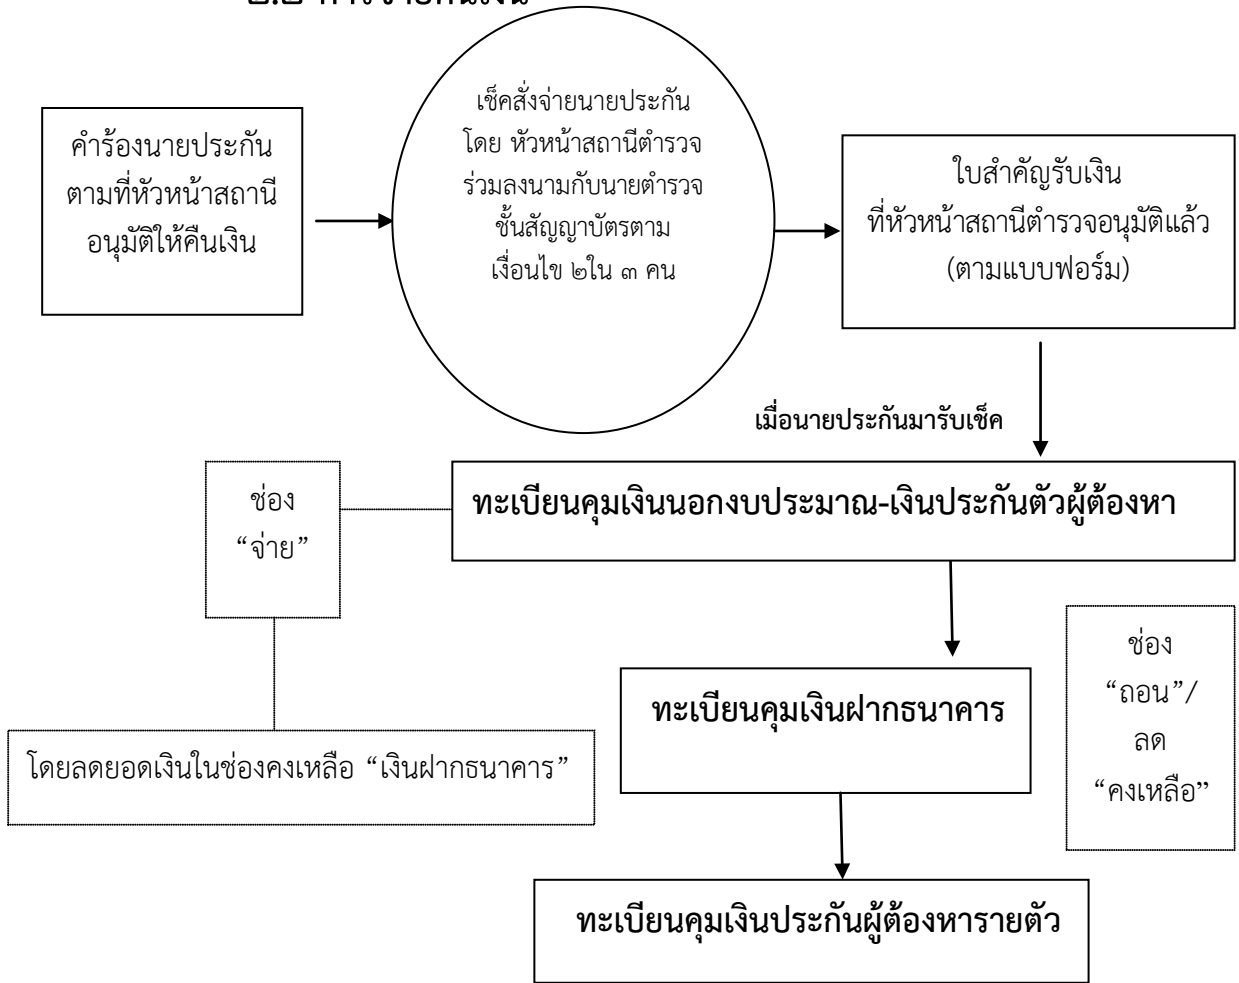 ๒.๒ การจ่ายคืนเงิน
คำร้องนายประกัน
ตามที่หัวหน้าสถานี
อนุมัติให้คืนเงิน
เช็คสั่งจ่ายนายประกัน
โดย หัวหน้าสถานีตำรวจ
ร่วมลงนามกับนายตำรวจ
ชั้นสัญญาบัตรตาม
เงื่อนไข ๒ใน ๓ คน
ใบสำคัญรับเงิน
ที่หัวหน้าสถานีตำรวจอนุมัติแล้ว
(ตามแบบฟอร์ม)
เมื่อนายประกันมารับเช็ค
ช่อง
“จ่าย”
ทะเบียนคุมเงินนอกงบประมาณ-เงินประกันตัวผู้ต้องหา
โดยลดยอดเงินในช่องคงเหลือ “เงินฝากธนาคาร”
ทะเบียนคุมเงินฝากธนาคาร
ช่อง
“ถอน”/
ลด
“คงเหลือ”
ทะเบียนคุมเงินประกันผู้ต้องหารายตัว